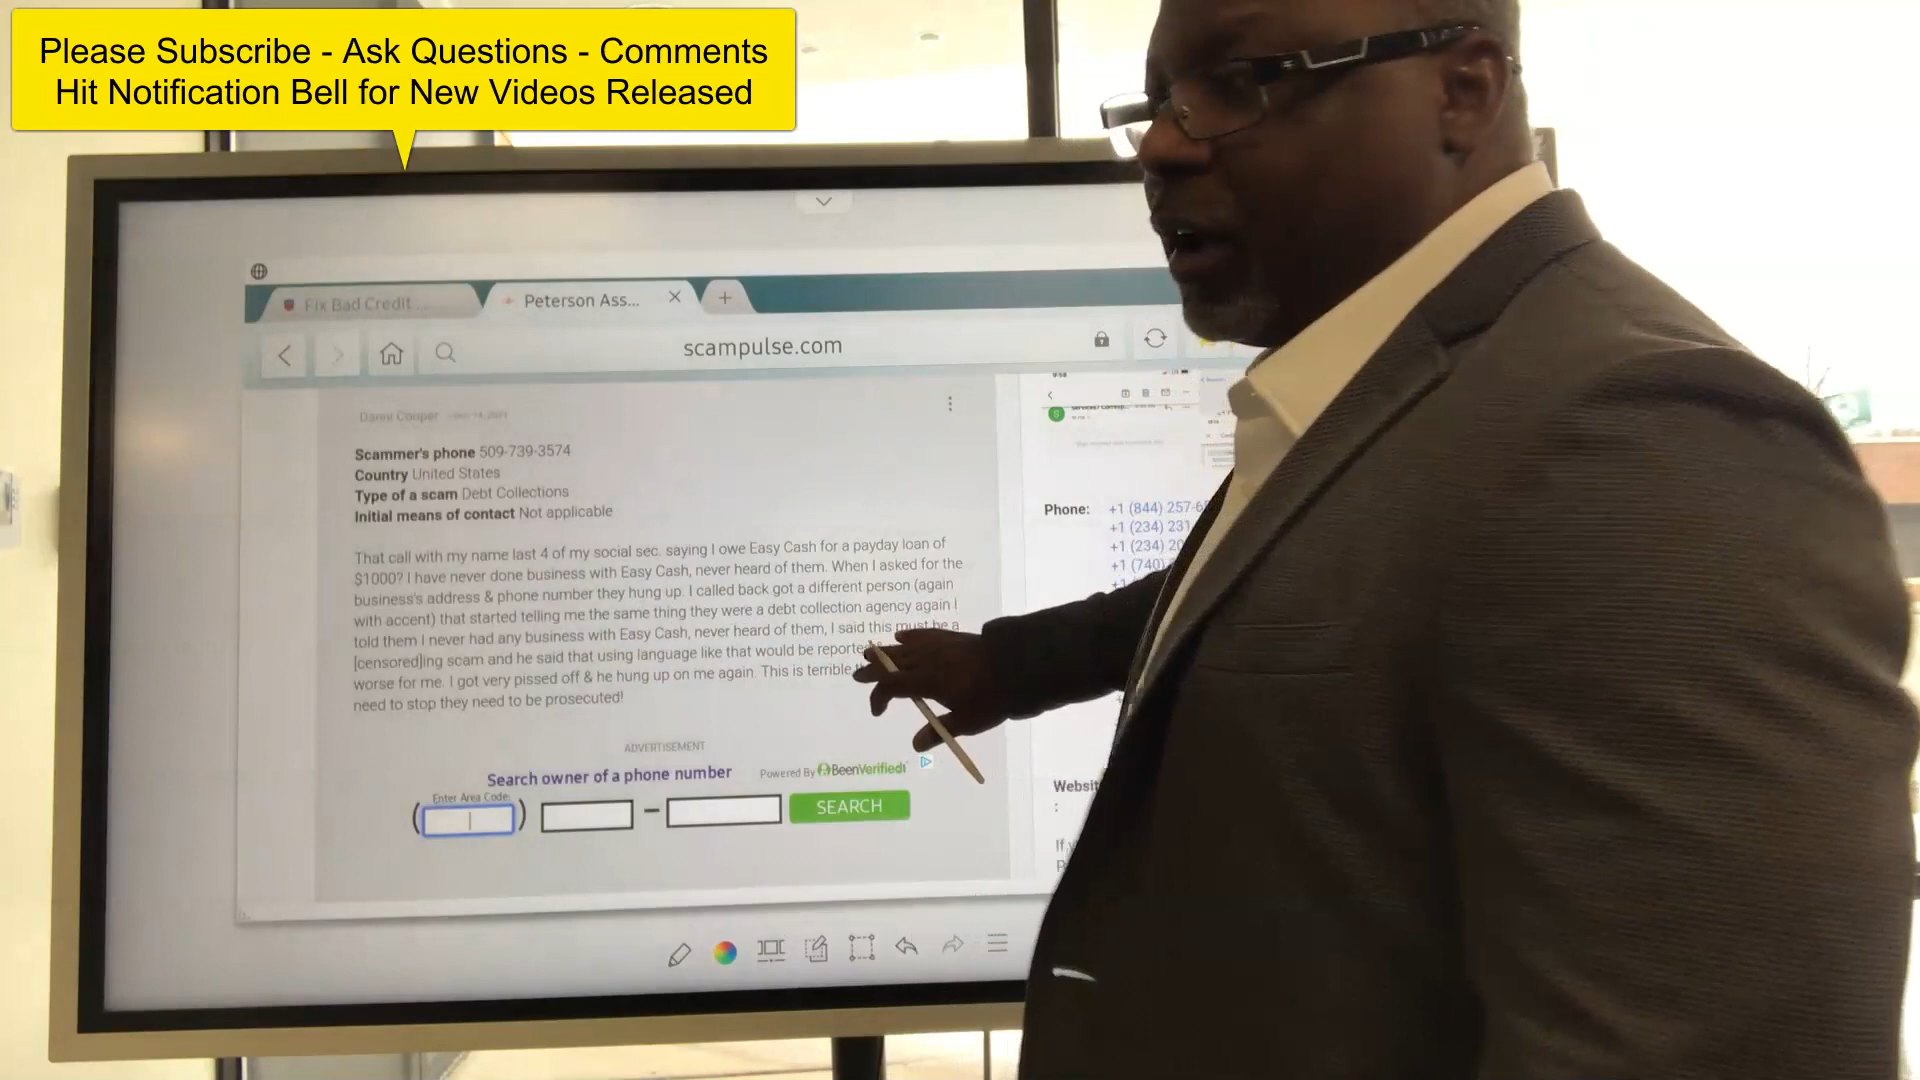 Please Subscribe - Ask Questions - Comments
Hit Notification Bell for New Videos Released
Fix Bad Credit ...
Peterson Ass...
scampulse.com
Danni Couper
Scammer's phone 509-739-3574
Country United States
Type of a scam Debt Collections
Initial means of contact Not applicable
That call with my name last 4 of my social sec. saying I owe Easy Cash for a payday loan of
$1000? I have never done business with Easy Cash, never heard of them. When I asked for the
business's address & phone number they hung up. I called back got a different person (again
with accent) that started telling me the same thing they were a debt collection agency again I
told them I never had any business with Easy Cash, never heard of them, I said this must be a
[censored]ing scam and he said that using language like that would be reported
worse for me. I got very pissed off & he hung up on me again. This is terrible
need to stop they need to be prosecuted!
ADVERTISEMENT
Search owner of a phone number
Powered By BeenVerified
Enter Area Code:
( ) –
SEARCH
Phone: +1 (844) 257-6
+1 (234) 231
+1 (234) 20
+1 (740)
Websit
:
If